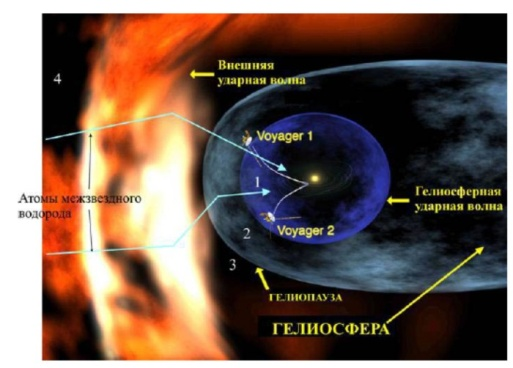 4
Внешняя
ударная волна
Voyager 1
1
Атомы межзвездного
водорода
Гелиосферная
ударная волна
2
Voyager 2
3
ГЕЛИОПАУЗА
ГЕЛИОСФЕРА